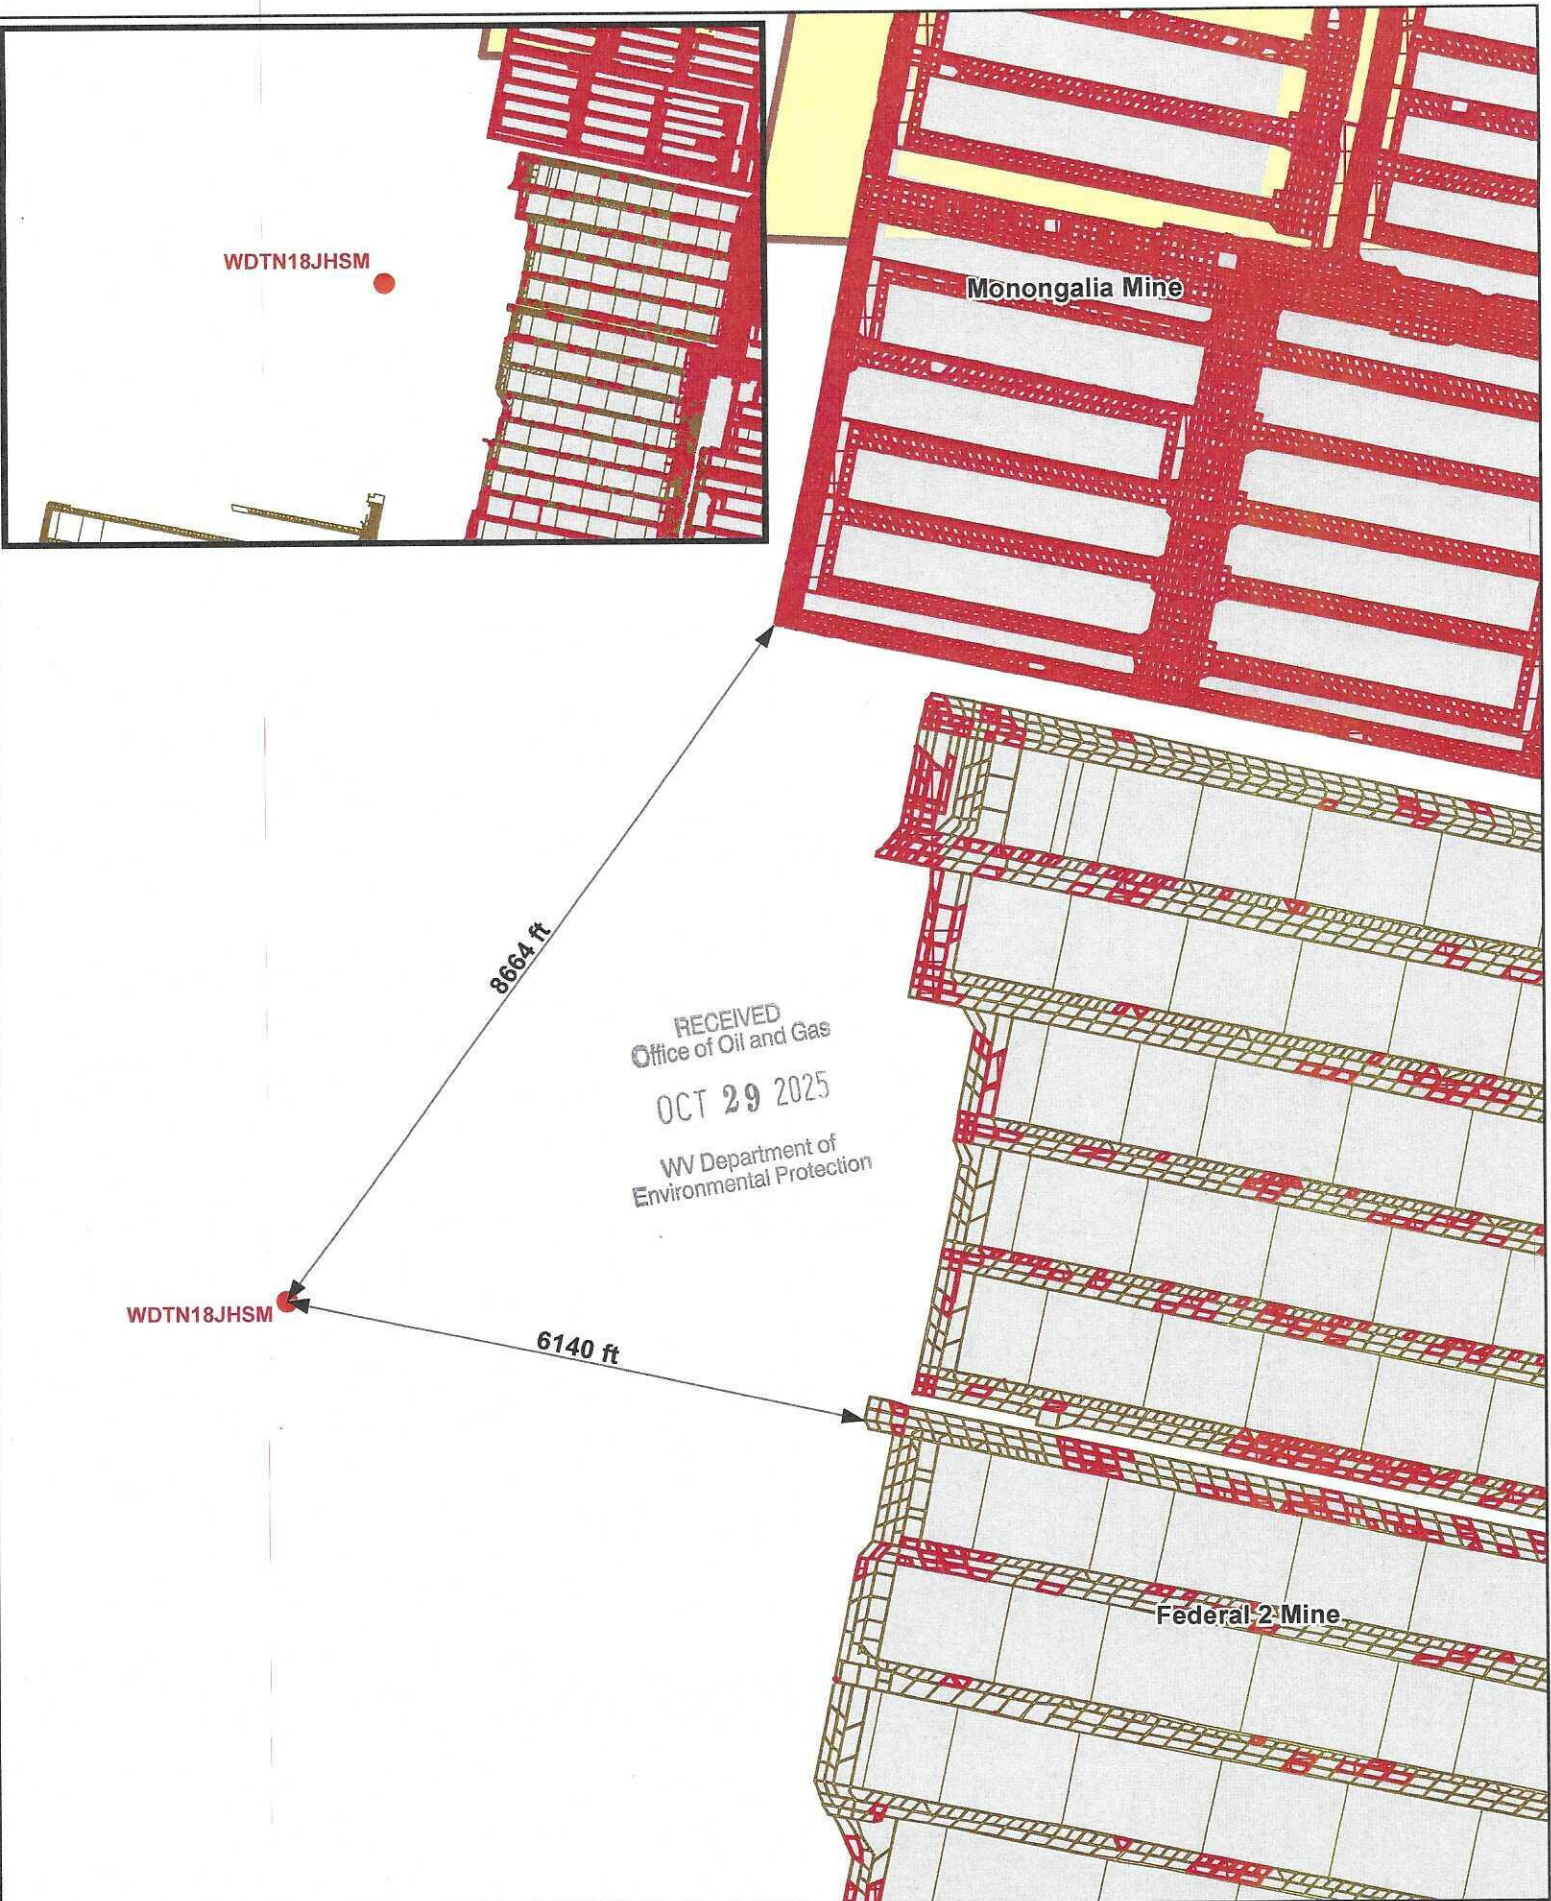 WDTN18JHSM
Monongalia Mine
8664 ft
RECEIVED
Office of Oil and Gas
OCT 29 2025
WV Department of
Environmental Protection
WDTN18JHSM
6140 ft
Federal 2 Mine